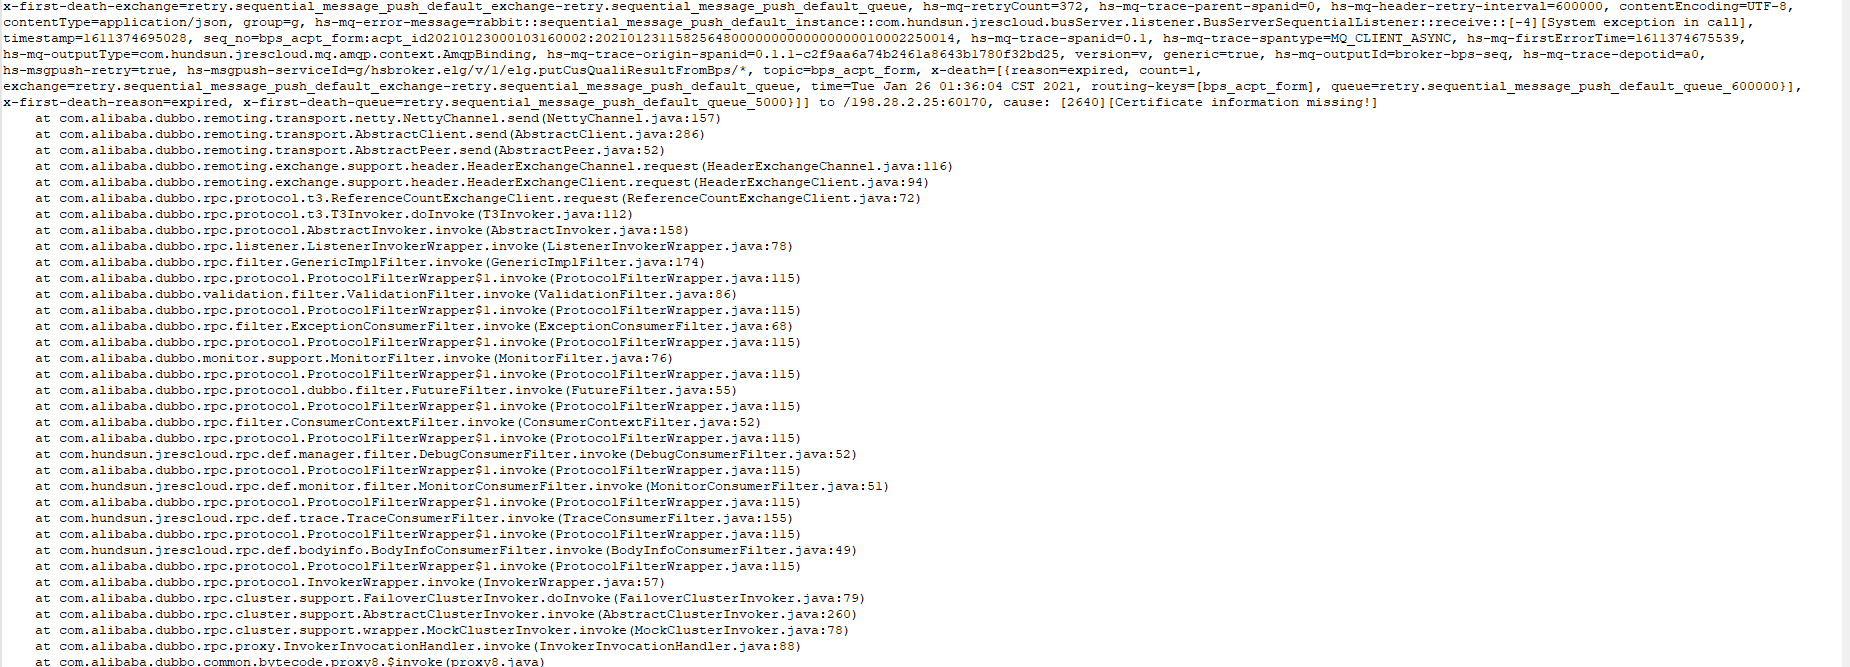 x-first-death-exchange=retry.sequential_message_push_default_exchange-retry.sequential_message_push_default_queue, hs-mq-retryCount=372, hs-mq-trace-parent-spanid=0, hs-mq-header-retry-interval=600000, contentEncoding=UTF-8,
contentType=application/json, group=g, hs-mq-error-message=rabbit::sequential_message_push_default_instance::com.hundsun.jrescloud.busServer.listener.BusServerSequentialListener::receive::[-4][System exception in call],
timestamp=1611374695028, seq_no=bps_acpt_form:acpt_id20210123000103160002:20210123115825648000000000000000010002250014, hs-mq-trace-spanid=0.1, hs-mq-trace-spantype=MQ_CLIENT_ASYNC, hs-mq-firstErrorTime=1611374675539,
hs-mq-outputType=com.hundsun.jrescloud.mq.amqp.context.AmqpBinding, hs-mq-trace-origin-spanid=0.1.1-c2f9aa6a74b2461a8643b1780f32bd25, version=v, generic=true, hs-mq-outputId=broker-bps-seq, hs-mq-trace-depotid=a0,
hs-msgpush-retry=true, hs-msgpush-serviceId=g/hsbroker.elg/v/1/elg.putCusQualiResultFromBps/*, topic=bps_acpt_form, x-death=[{reason=expired, count=1,
exchange=retry.sequential_message_push_default_exchange-retry.sequential_message_push_default_queue, time=Tue Jan 26 01:36:04 CST 2021, routing-keys=[bps_acpt_form], queue=retry.sequential_message_push_default_queue_600000}],
x-first-death-reason=expired, x-first-death-queue=retry.sequential_message_push_default_queue_5000}]] to /198.28.2.25:60170, cause: [2640][Certificate information missing!]
at com.alibaba.dubbo.remoting.transport.netty.NettyChannel.send(NettyChannel.java:157)
at com.alibaba.dubbo.remoting.transport.AbstractClient.send(AbstractClient.java:286)
at com.alibaba.dubbo.remoting.transport.AbstractPeer.send(AbstractPeer.java:52)
at com.alibaba.dubbo.remoting.exchange.support.header.HeaderExchangeChannel.request(HeaderExchangeChannel.java:116)
at com.alibaba.dubbo.remoting.exchange.support.header.HeaderExchangeClient.request(HeaderExchangeClient.java:94)
at com.alibaba.dubbo.rpc.protocol.t3.ReferenceCountExchangeClient.request(ReferenceCountExchangeClient.java:72)
at com.alibaba.dubbo.rpc.protocol.t3.T3Invoker.doInvoke(T3Invoker.java:112)
at com.alibaba.dubbo.rpc.protocol.AbstractInvoker.invoke(AbstractInvoker.java:158)
at com.alibaba.dubbo.rpc.listener.ListenerInvokerWrapper.invoke(ListenerInvokerWrapper.java:78)
at com.alibaba.dubbo.rpc.filter.GenericImplFilter.invoke(GenericImplFilter.java:174)
at com.alibaba.dubbo.rpc.protocol.ProtocolFilterWrapper$1.invoke(ProtocolFilterWrapper.java:115)
at com.alibaba.dubbo.validation.filter.ValidationFilter.invoke(ValidationFilter.java:86)
at com.alibaba.dubbo.rpc.protocol.ProtocolFilterWrapper$1.invoke(ProtocolFilterWrapper.java:115)
at com.alibaba.dubbo.rpc.filter.ExceptionConsumerFilter.invoke(ExceptionConsumerFilter.java:68)
at com.alibaba.dubbo.rpc.protocol.ProtocolFilterWrapper$1.invoke(ProtocolFilterWrapper.java:115)
at com.alibaba.dubbo.monitor.support.MonitorFilter.invoke(MonitorFilter.java:76)
at com.alibaba.dubbo.rpc.protocol.ProtocolFilterWrapper$1.invoke(ProtocolFilterWrapper.java:115)
at com.alibaba.dubbo.rpc.protocol.dubbo.filter.FutureFilter.invoke(FutureFilter.java:55)
at com.alibaba.dubbo.rpc.protocol.ProtocolFilterWrapper$1.invoke(ProtocolFilterWrapper.java:115)
at com.alibaba.dubbo.rpc.filter.ConsumerContextFilter.invoke(ConsumerContextFilter.java:52)
at com.alibaba.dubbo.rpc.protocol.ProtocolFilterWrapper$1.invoke(ProtocolFilterWrapper.java:115)
at com.hundsun.jrescloud.rpc.def.manager.filter.DebugConsumerFilter.invoke(DebugConsumerFilter.java:52)
at com.alibaba.dubbo.rpc.protocol.ProtocolFilterWrapper$1.invoke(ProtocolFilterWrapper.java:115)
at com.hundsun.jrescloud.rpc.def.monitor.filter.MonitorConsumerFilter.invoke(MonitorConsumerFilter.java:51)
at com.alibaba.dubbo.rpc.protocol.ProtocolFilterWrapper$1.invoke(ProtocolFilterWrapper.java:115)
at com.hundsun.jrescloud.rpc.def.trace.TraceConsumerFilter.invoke(TraceConsumerFilter.java:155)
at com.alibaba.dubbo.rpc.protocol.ProtocolFilterWrapper$1.invoke(ProtocolFilterWrapper.java:115)
at com.hundsun.jrescloud.rpc.def.bodyinfo.BodyInfoConsumerFilter.invoke(BodyInfoConsumerFilter.java:49)
at com.alibaba.dubbo.rpc.protocol.ProtocolFilterWrapper$1.invoke(ProtocolFilterWrapper.java:115)
at com.alibaba.dubbo.rpc.protocol.InvokerWrapper.invoke(InvokerWrapper.java:57)
at com.alibaba.dubbo.rpc.cluster.support.FailoverClusterInvoker.doInvoke(FailoverClusterInvoker.java:79)
at com.alibaba.dubbo.rpc.cluster.support.AbstractClusterInvoker.invoke(AbstractClusterInvoker.java:260)
at com.alibaba.dubbo.rpc.cluster.support.wrapper.MockClusterInvoker.invoke(MockClusterInvoker.java:78)
at com.alibaba.dubbo.rpc.proxy.InvokerInvocationHandler.invoke(InvokerInvocationHandler.java:88)
at com.alibaba.dubbo.common.bytecode.proxy8.$invoke(proxy8.java)